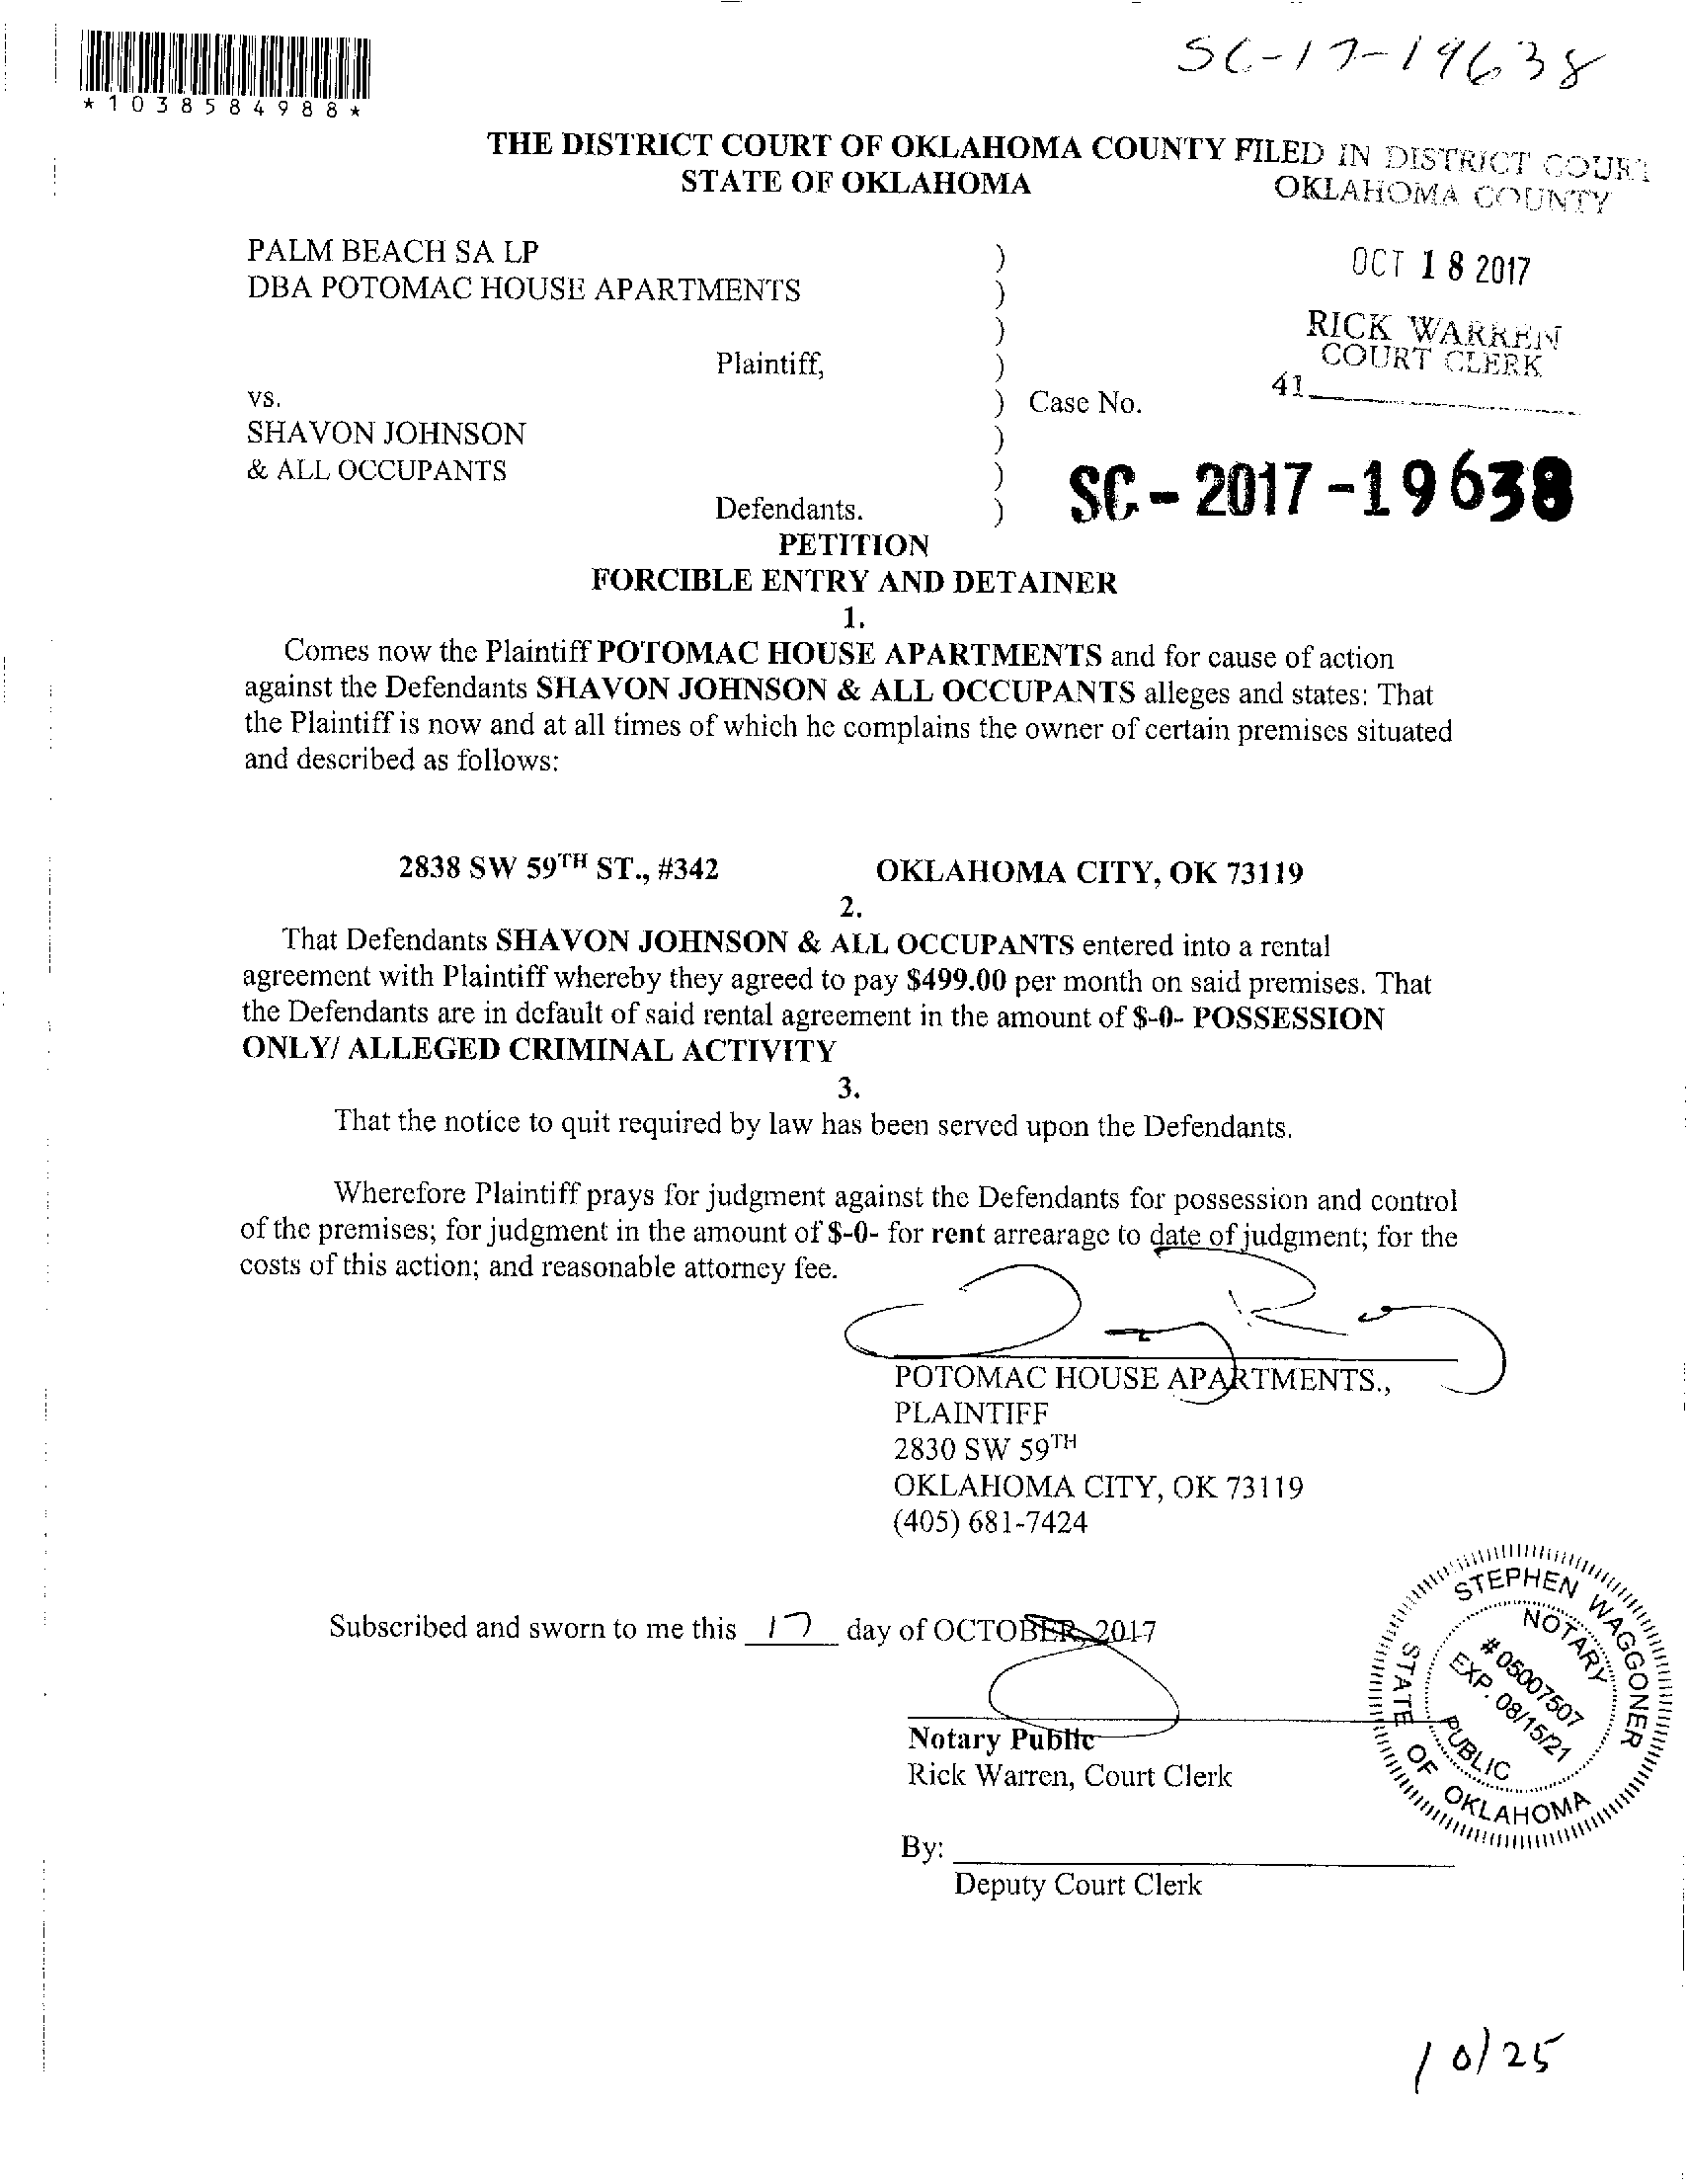 SC-17-19638
*1038584988*
THE DISTRICT COURT OF OKLAHOMA COUNTY FILED IN DISTRICT COURT
STATE OF OKLAHOMA OKLAHOMA COUNTY
PALM BEACH SA LP )
DBA POTOMAC HOUSE APARTMENTS ) OCT 18 2017
)
Plaintiff, ) RICK WARREN
COURT CLERK
vs. ) Case No. 41
SHAVON JOHNSON )
& ALL OCCUPANTS ) SC-2017-19638
Defendants. )
PETITION
FORCIBLE ENTRY AND DETAINER
1.
Comes now the Plaintiff POTOMAC HOUSE APARTMENTS and for cause of action
against the Defendants SHAVON JOHNSON & ALL OCCUPANTS alleges and states: That
the Plaintiff is now and at all times of which he complains the owner of certain premises situated
and described as follows:
2838 SW 59TH ST., #342 OKLAHOMA CITY, OK 73119
2.
That Defendants SHAVON JOHNSON & ALL OCCUPANTS entered into a rental
agreement with Plaintiff whereby they agreed to pay $499.00 per month on said premises. That
the Defendants are in default of said rental agreement in the amount of $-0- POSSESSION
ONLY/ ALLEGED CRIMINAL ACTIVITY
3.
That the notice to quit required by law has been served upon the Defendants.
Wherefore Plaintiff prays for judgment against the Defendants for possession and control
of the premises; for judgment in the amount of $-0- for rent arrearage to date of judgment; for the
costs of this action; and reasonable attorney fee.
POTOMAC HOUSE APARTMENTS.,
PLAINTIFF
2830 SW 59TH
OKLAHOMA CITY, OK 73119
(405) 681-7424
Subscribed and sworn to me this 17 day of OCTOBER, 2017
Notary Public
Rick Warren, Court Clerk
By:
Deputy Court Clerk
STEPHEN WAGGONER
NOTARY
# 05007507
EXP. 08/15/21
PUBLIC
STATE OF OKLAHOMA
10/25